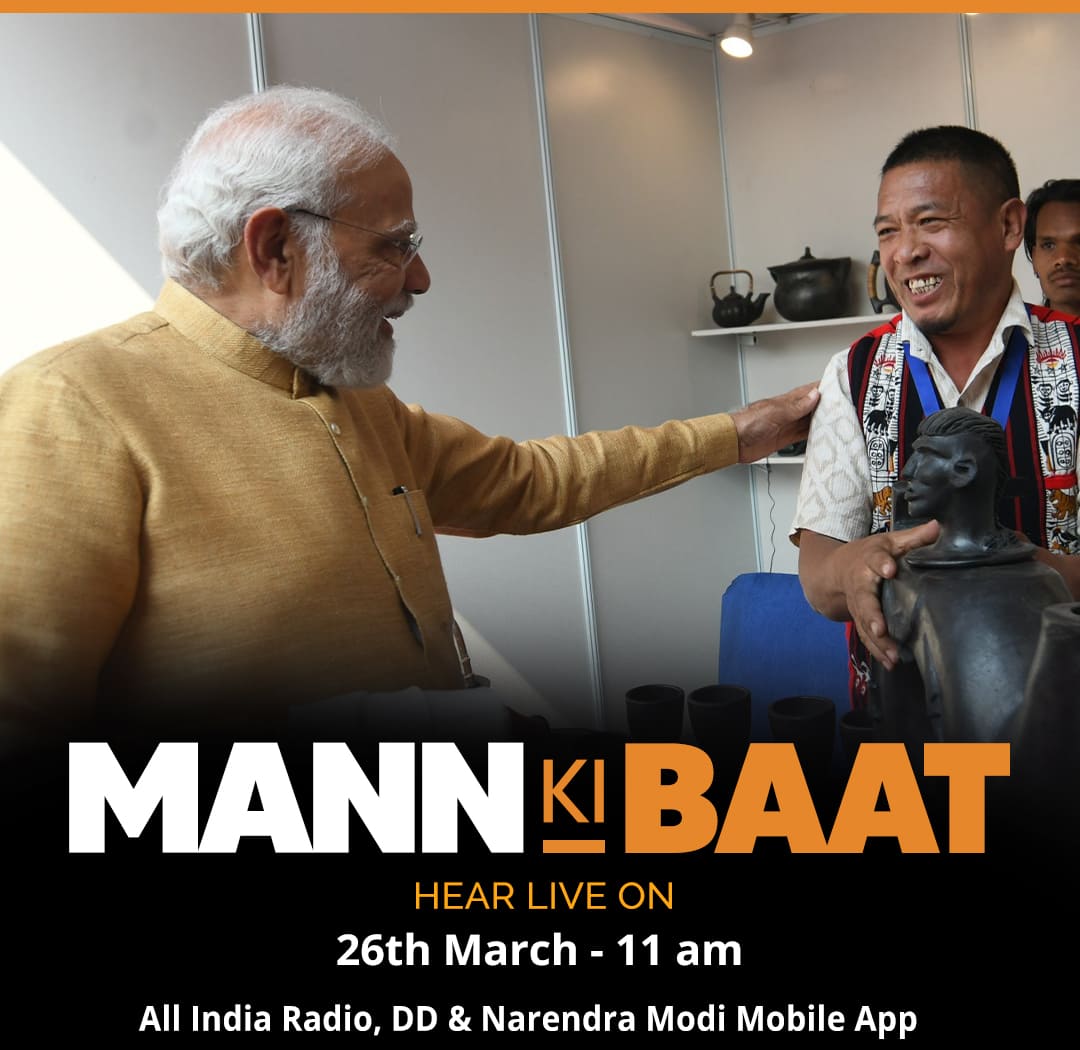 MANN KI BAAT
HEAR LIVE ON
26th March - 11 am
All India Radio, DD & Narendra Modi Mobile App